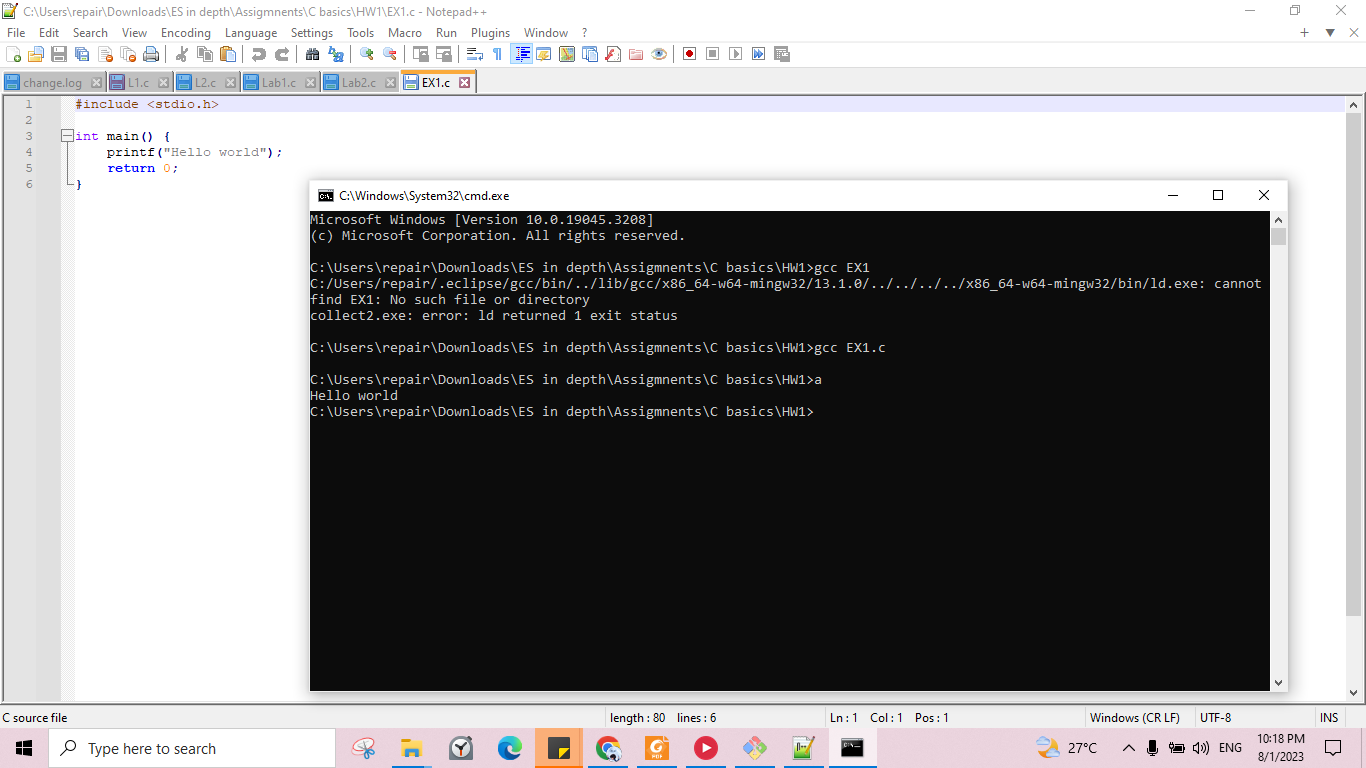 C:\Users\repair\Downloads\ES in depth\Assigmnents\C basics\HW1\EX1.c - Notepad++
File Edit Search View Encoding Language Settings Tools Macro Run Plugins Window ?
change.log L1.c L2.c Lab1.c Lab2.c EX1.c
1 #include <stdio.h>
2
3 int main() {
4 printf("Hello world");
5 return 0;
6 }
C:\Windows\System32\cmd.exe
Microsoft Windows [Version 10.0.19045.3208]
(c) Microsoft Corporation. All rights reserved.
C:\Users\repair\Downloads\ES in depth\Assigmnents\C basics\HW1>gcc EX1
C:/Users/repair/.eclipse/gcc/bin/../lib/gcc/x86_64-w64-mingw32/13.1.0/../../../../x86_64-w64-mingw32/bin/ld.exe: cannot
find EX1: No such file or directory
collect2.exe: error: ld returned 1 exit status
C:\Users\repair\Downloads\ES in depth\Assigmnents\C basics\HW1>gcc EX1.c
C:\Users\repair\Downloads\ES in depth\Assigmnents\C basics\HW1>a
Hello world
C:\Users\repair\Downloads\ES in depth\Assigmnents\C basics\HW1>
C source file length : 80 lines : 6 Ln : 1 Col : 1 Pos : 1 Windows (CR LF) UTF-8 INS
Type here to search
27°C ENG 10:18 PM
8/1/2023